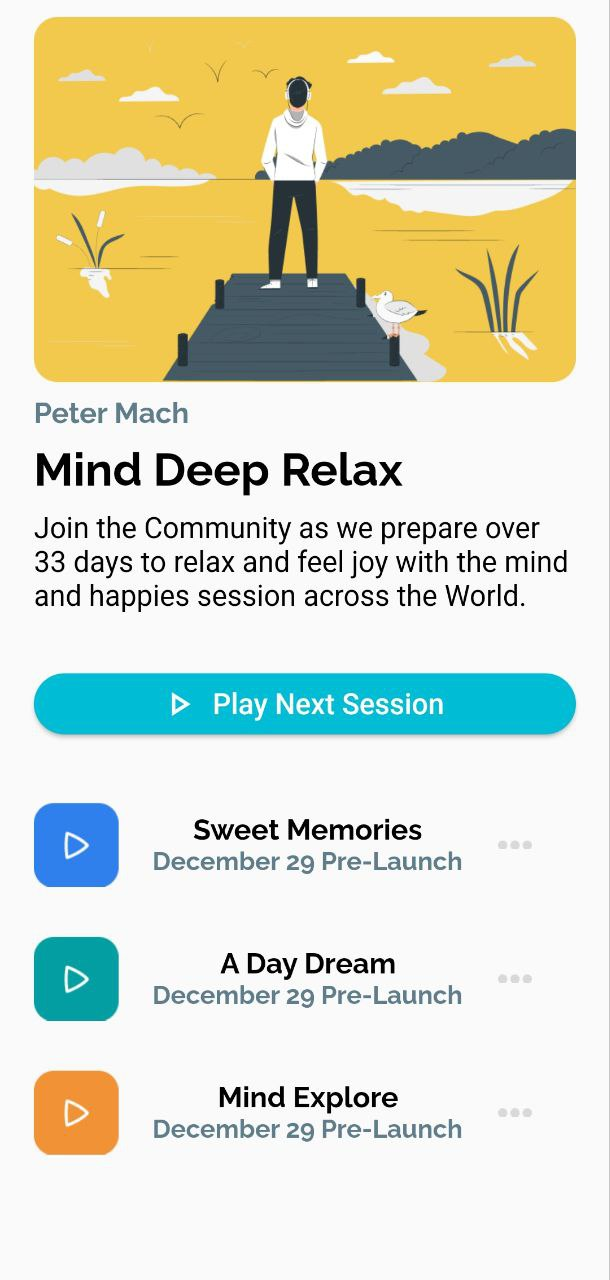 Peter Mach
Mind Deep Relax
Join the Community as we prepare over
33 days to relax and feel joy with the mind
and happies session across the World.
Play Next Session
Sweet Memories
December 29 Pre-Launch
A Day Dream
December 29 Pre-Launch
Mind Explore
December 29 Pre-Launch